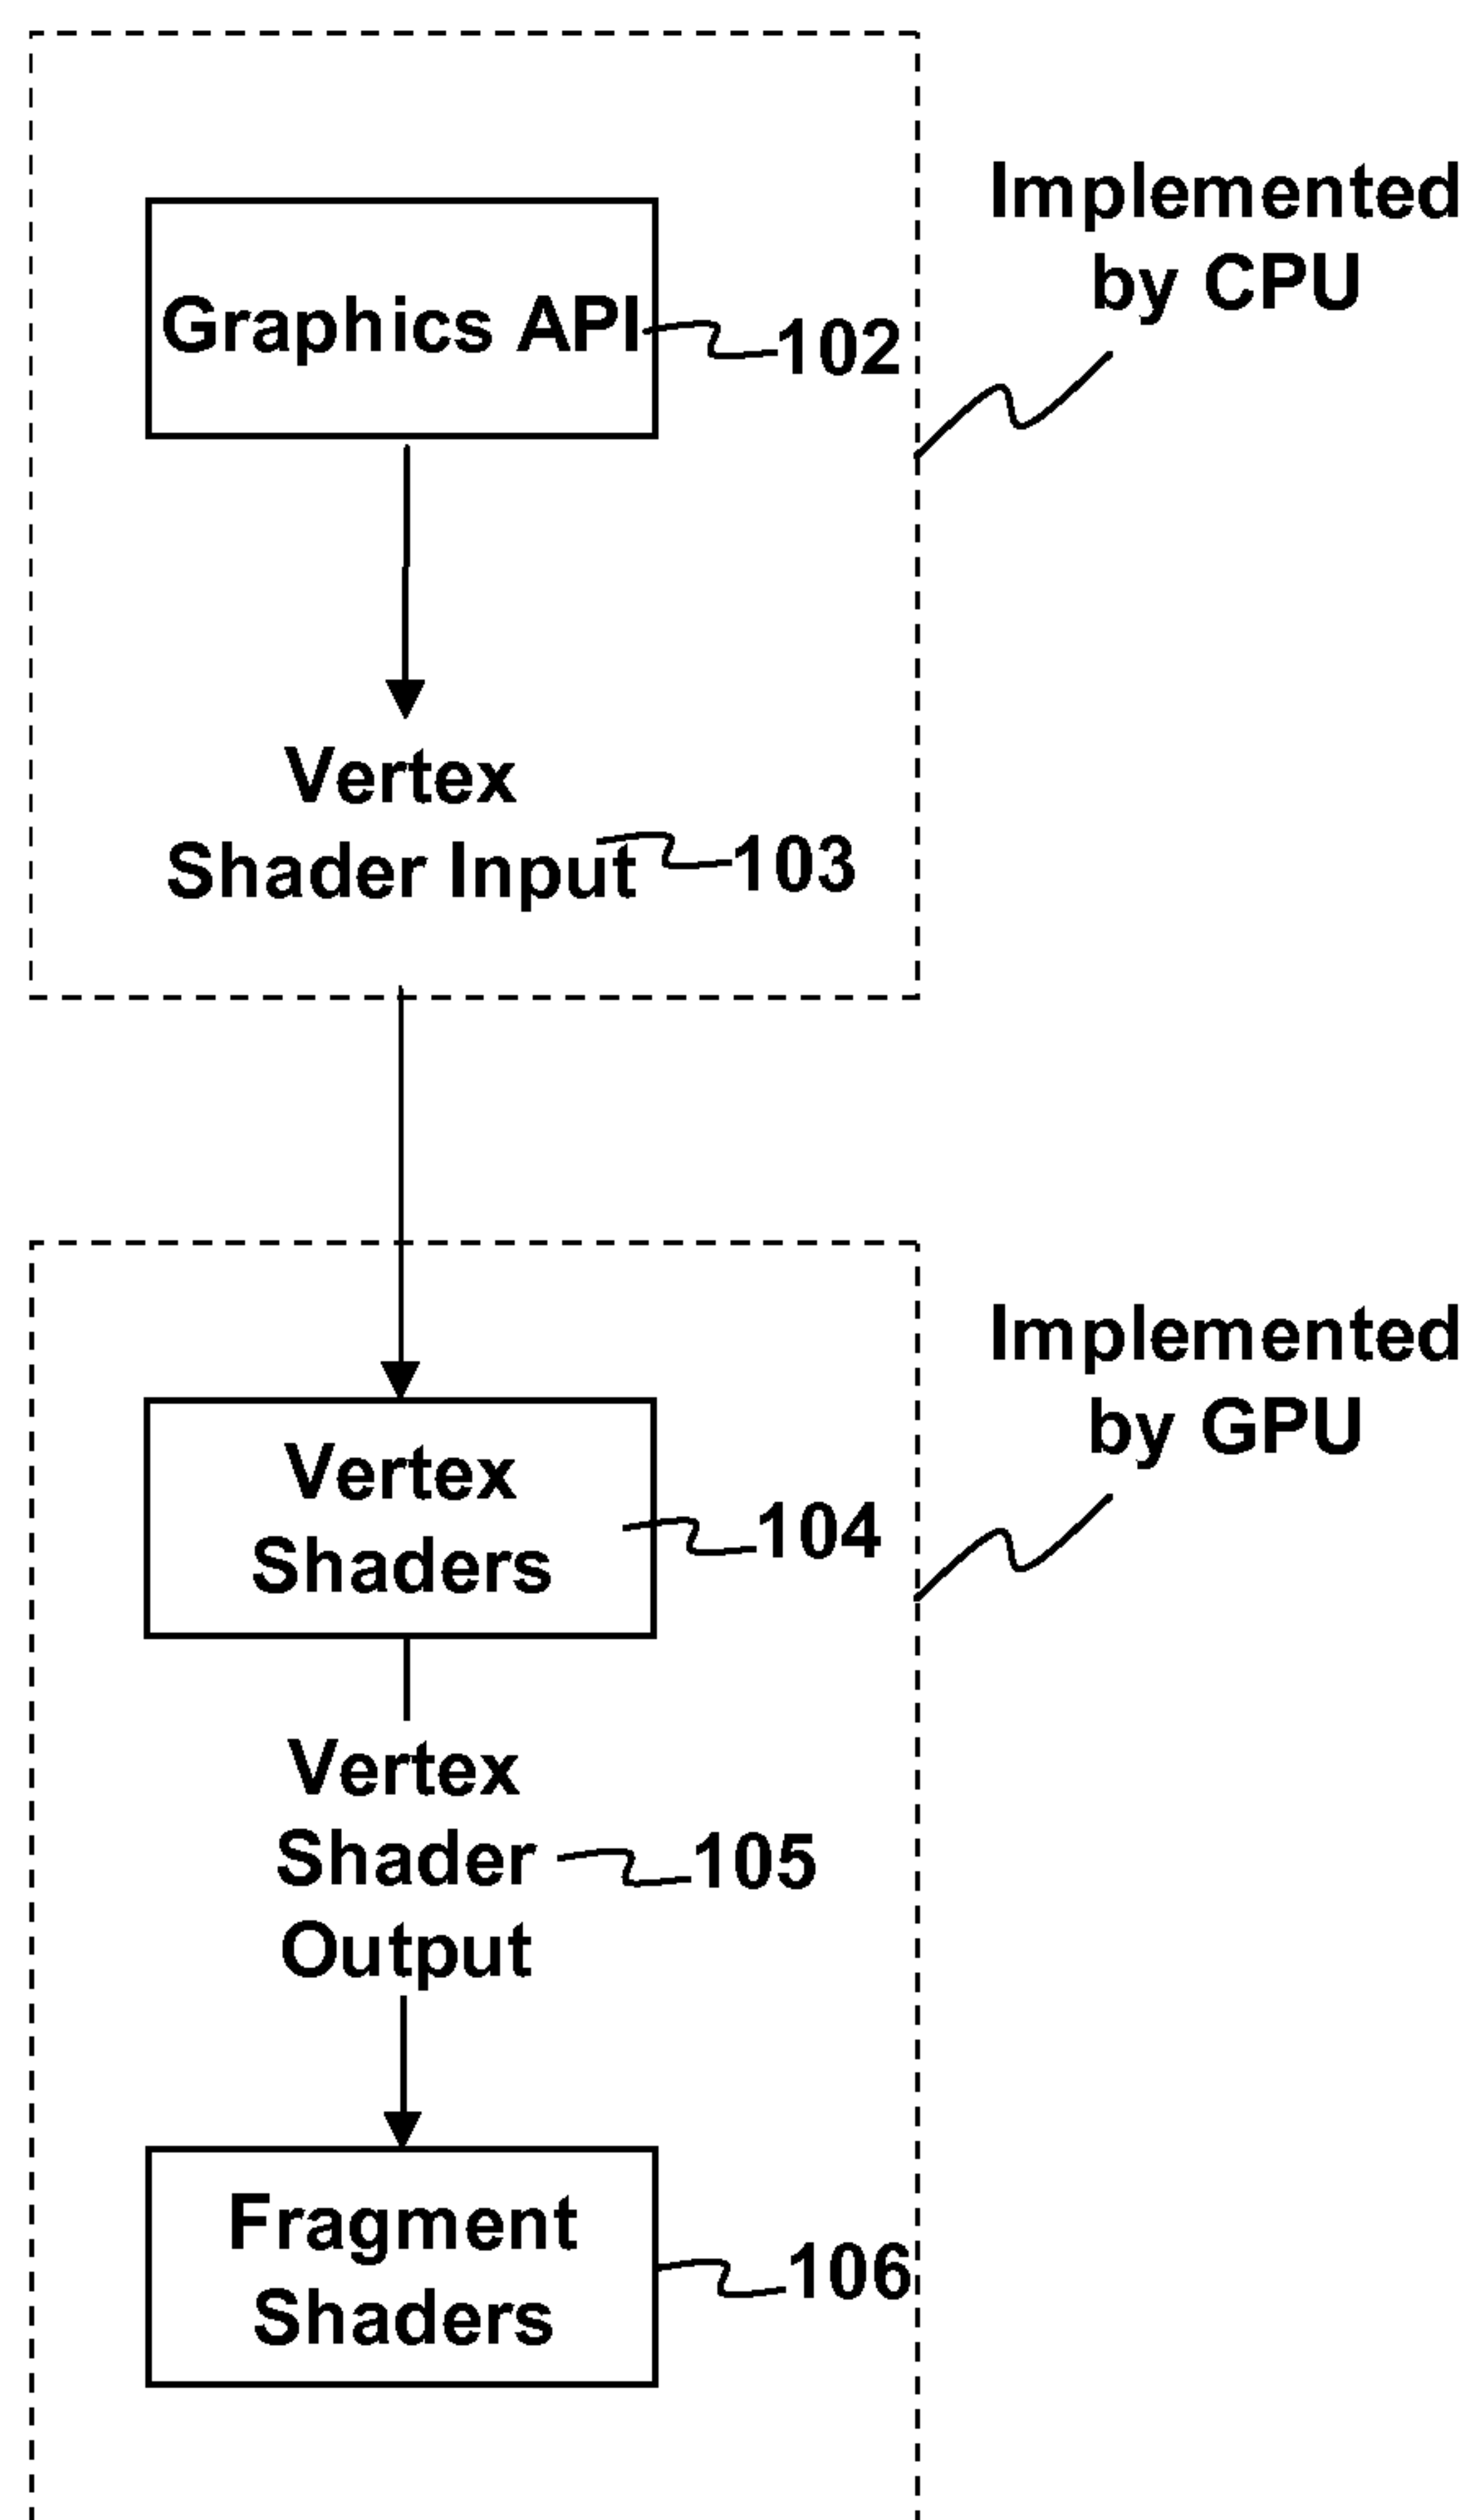 Implemented
by CPU
Graphics API
102
Vertex
Shader Input
103
Implemented
by GPU
Vertex
Shaders
104
Vertex
Shader
Output
105
Fragment
Shaders
106